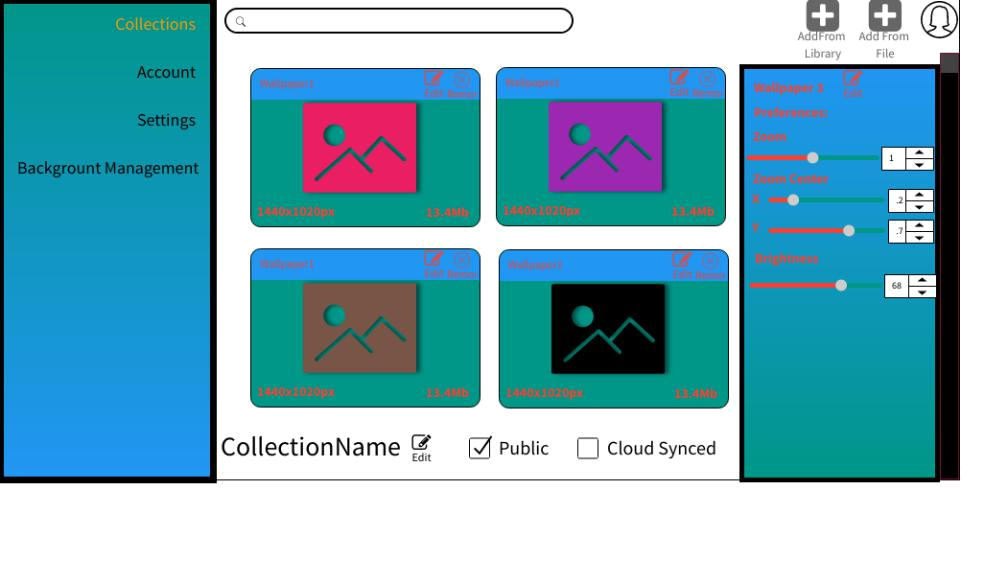 Collections
Account
Settings
Backgrount Management
AddFrom
Library
Add From
File
Wallpaper1
Edit Remov
1440x1020px 13.4Mb
Wallpaper1
Edit Remov
1440x1020px 13.4Mb
Wallpaper1
Edit Remov
1440x1020px 13.4Mb
Wallpaper1
Edit Remov
1440x1020px 13.4Mb
CollectionName Edit Public Cloud Synced
Wallpaper 3 Edit
Preferences:
Zoom
1
Zoom Center
X .2
Y .7
Brightness
68